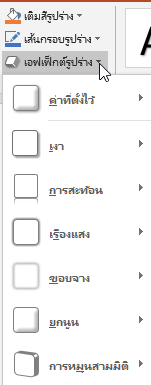 เติมสีรูปร่าง
เส้นกรอบรูปร่าง
เอฟเฟ็กต์รูปร่าง
ค่าที่ตั้งไว้
เงา
การสะท้อน
เรืองแสง
ขอบจาง
ยกนูน
การหมุนสามมิติ